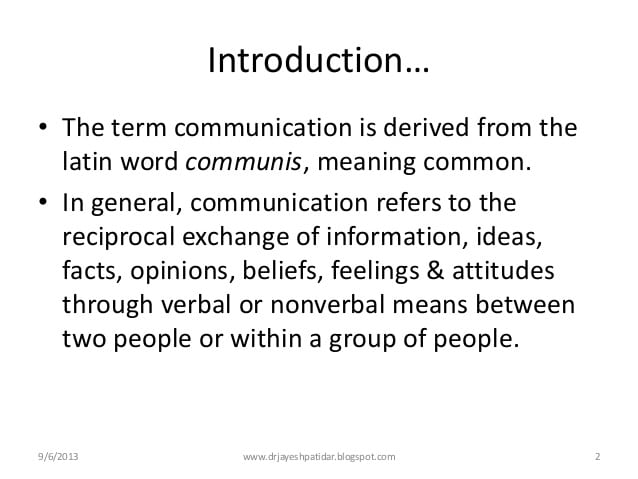 Introduction…
• The term communication is derived from the
latin word communis, meaning common.
• In general, communication refers to the
reciprocal exchange of information, ideas,
facts, opinions, beliefs, feelings & attitudes
through verbal or nonverbal means between
two people or within a group of people.
9/6/2013
www.drjayeshpatidar.blogspot.com
2